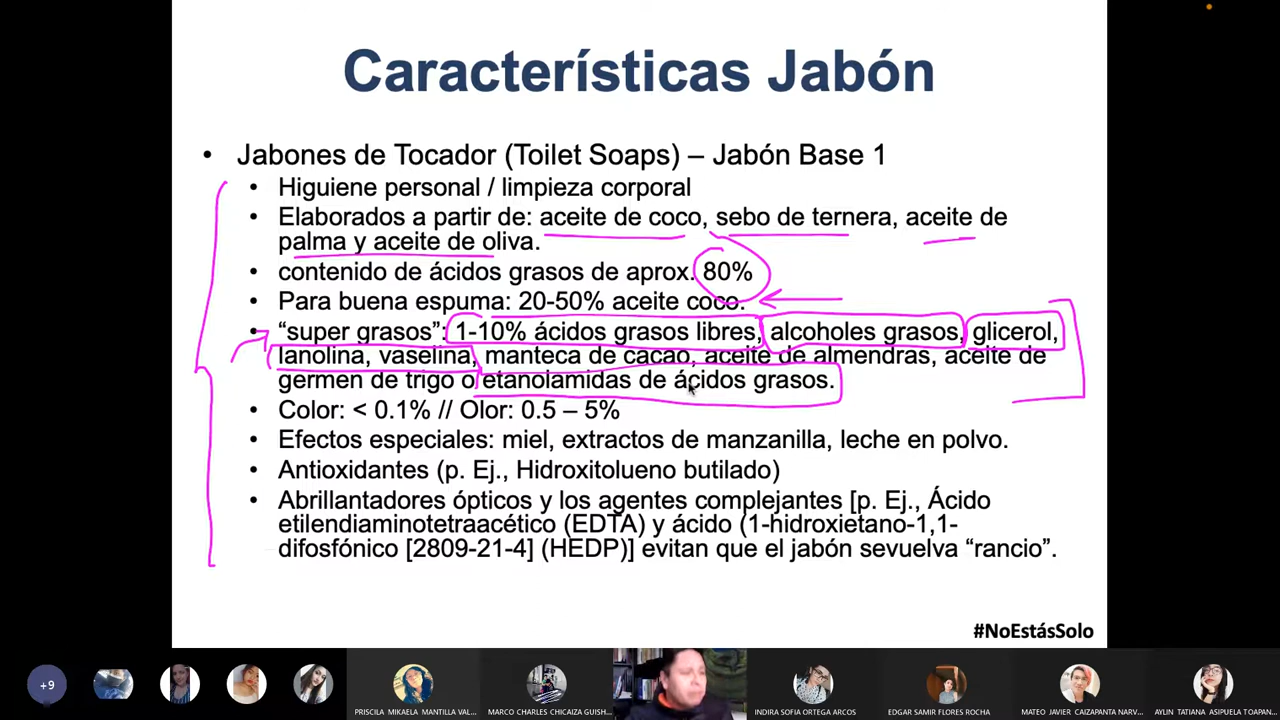 Características Jabón
• Jabones de Tocador (Toilet Soaps) – Jabón Base 1
• Higuiene personal / limpieza corporal
• Elaborados a partir de: aceite de coco, sebo de ternera, aceite de
palma y aceite de oliva.
• contenido de ácidos grasos de aprox. 80%
• Para buena espuma: 20-50% aceite coco.
• “super grasos”: 1-10% ácidos grasos libres, alcoholes grasos, glicerol,
lanolina, vaselina, manteca de cacao, aceite de almendras, aceite de
germen de trigo o etanolamidas de ácidos grasos.
• Color: < 0.1% // Olor: 0.5 – 5%
• Efectos especiales: miel, extractos de manzanilla, leche en polvo.
• Antioxidantes (p. Ej., Hidroxitolueno butilado)
• Abrillantadores ópticos y los agentes complejantes [p. Ej., Ácido
etilendiaminotetraacético (EDTA) y ácido (1-hidroxietano-1,1-
difosfónico [2809-21-4] (HEDP)] evitan que el jabón sevuelva “rancio”.
#NoEstásSolo
+9
PRISCILA MIKAELA MANTILLA VAL...
MARCO CHARLES CHICAIZA GUISH...
INDIRA SOFIA ORTEGA ARCOS
EDGAR SAMIR FLORES ROCHA
MATEO JAVIER CAIZAPANTA NARV...
AYLIN TATIANA ASIPUELA TOAPAN...